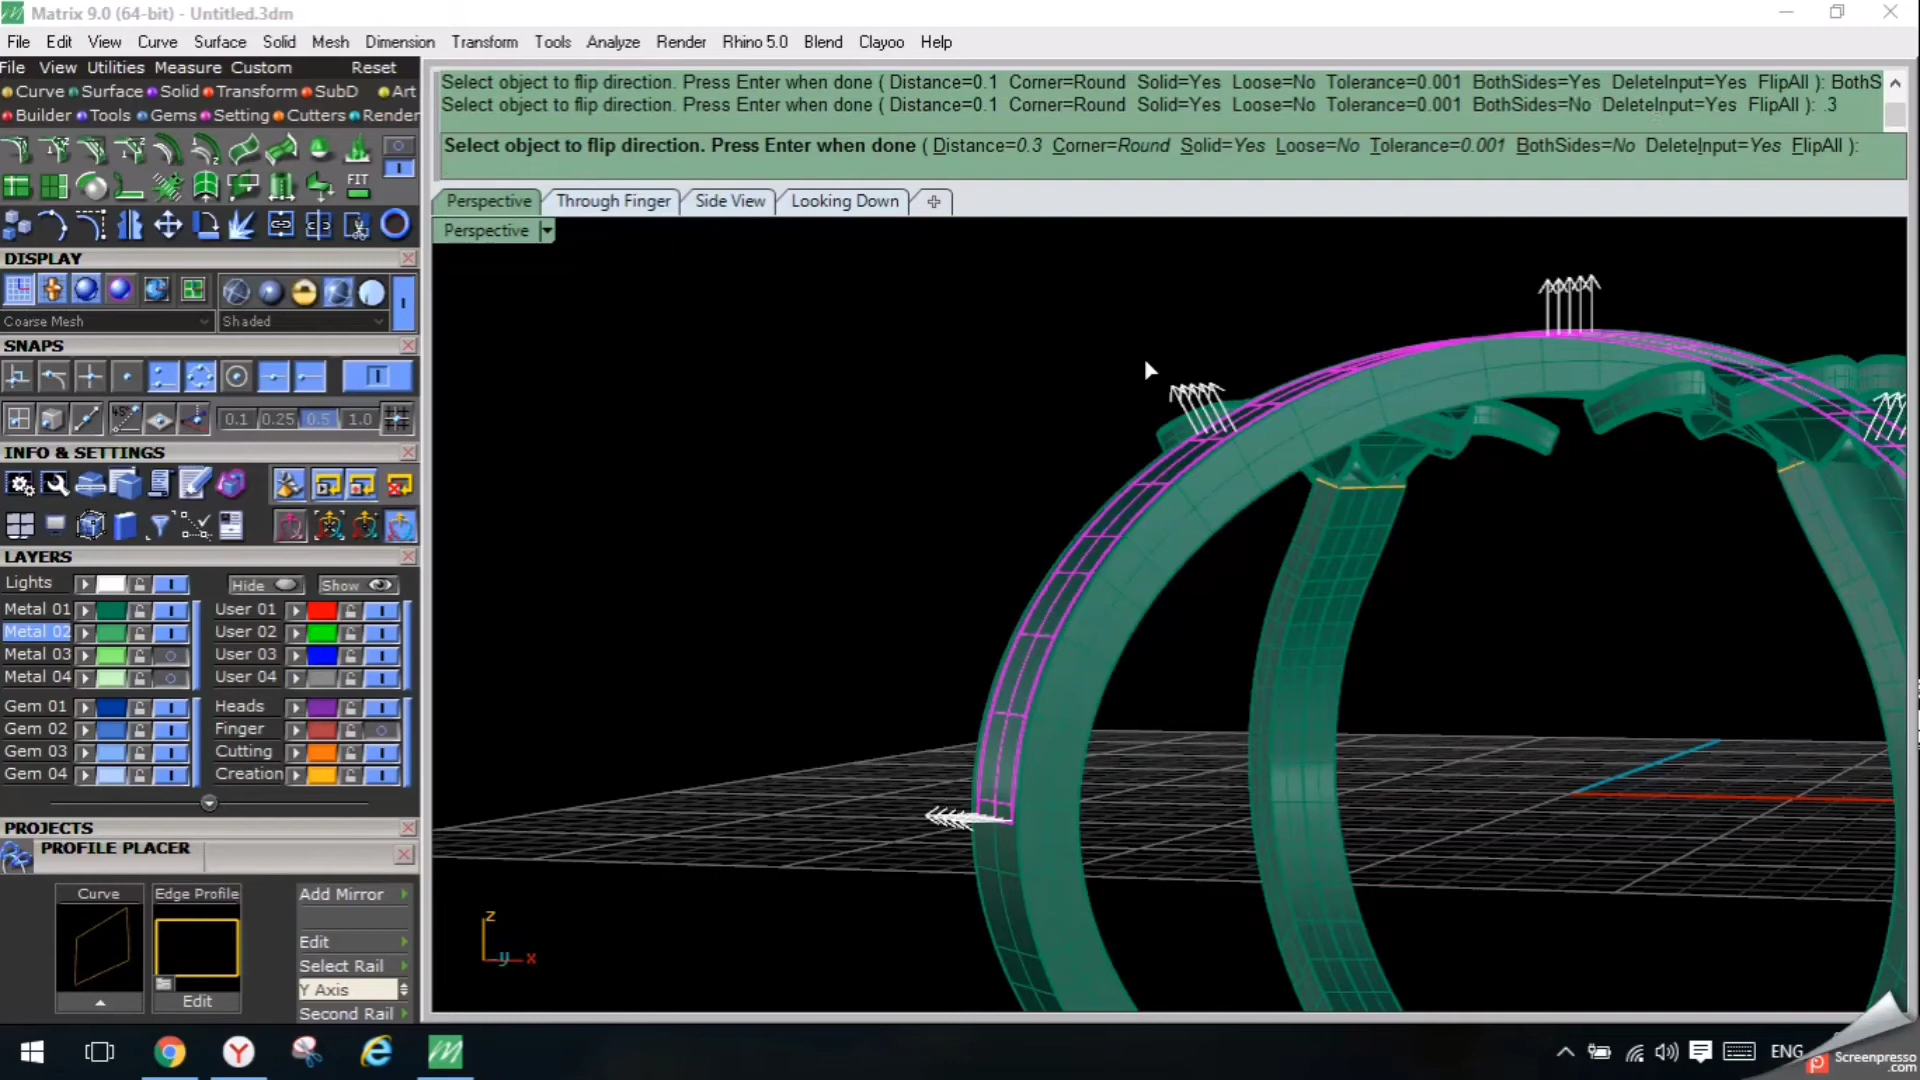 Matrix 9.0 (64-bit) - Untitled.3dm
File Edit View Curve Surface Solid Mesh Dimension Transform Tools Analyze Render Rhino 5.0 Blend Clayoo Help
File View Utilities Measure Custom Reset
Curve Surface Solid Transform SubD Art
Builder Tools Gems Setting Cutters Render
FIT
Select object to flip direction. Press Enter when done ( Distance=0.1 Corner=Round Solid=Yes Loose=No Tolerance=0.001 BothSides=Yes DeleteInput=Yes FlipAll ): BothS
Select object to flip direction. Press Enter when done ( Distance=0.1 Corner=Round Solid=Yes Loose=No Tolerance=0.001 BothSides=No DeleteInput=Yes FlipAll ): .3
Select object to flip direction. Press Enter when done ( Distance=0.3 Corner=Round Solid=Yes Loose=No Tolerance=0.001 BothSides=No DeleteInput=Yes FlipAll ):
Perspective Through Finger Side View Looking Down
Perspective
DISPLAY
Coarse Mesh Shaded
SNAPS
45° 0.1 0.25 0.5 1.0
INFO & SETTINGS
LAYERS
Lights Hide Show
Metal 01 User 01
Metal 02 User 02
Metal 03 User 03
Metal 04 User 04
Gem 01 Heads
Gem 02 Finger
Gem 03 Cutting
Gem 04 Creation
PROJECTS
PROFILE PLACER
Curve Edge Profile Add Mirror
Edit
Select Rail
Y Axis
Edit
Second Rail
z
y x
ENG
Screenpresso
.com